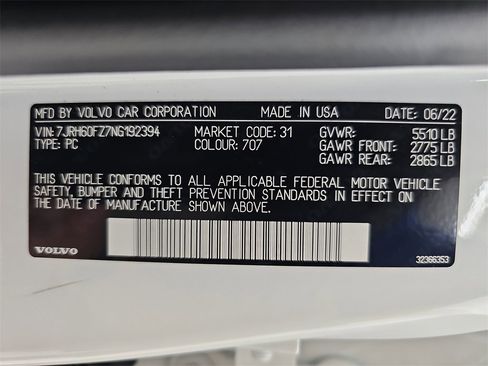 MFD BY VOLVO CAR CORPORATION MADE IN USA DATE: 06/22
VIN: 7JRH60FZ7NG192394 MARKET CODE: 31 GVWR: 5510 LB
TYPE: PC COLOUR: 707 GAWR FRONT: 2775 LB
GAWR REAR: 2865 LB
THIS VEHICLE CONFORMS TO ALL APPLICABLE FEDERAL MOTOR VEHICLE
SAFETY, BUMPER AND THEFT PREVENTION STANDARDS IN EFFECT ON
THE DATE OF MANUFACTURE SHOWN ABOVE.
VOLVO 32366353